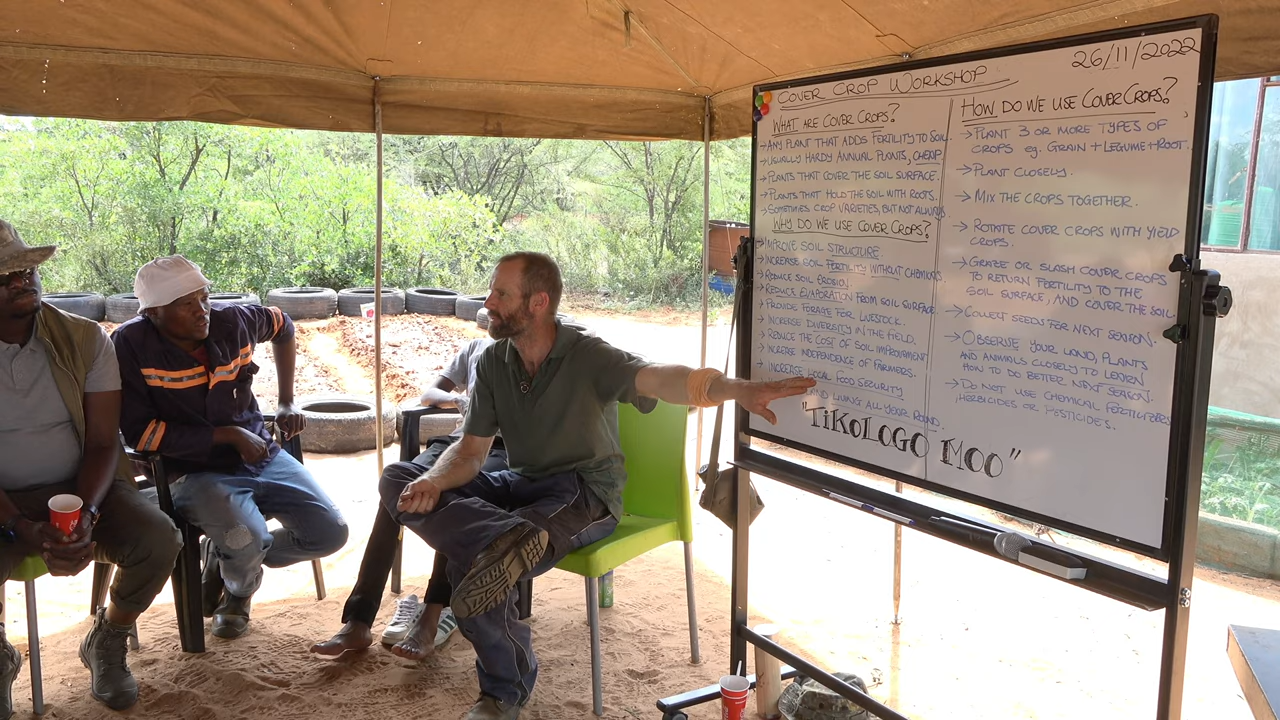 COVER CROP WORKSHOP
26/11/2022
WHAT ARE COVER CROPS?
→ANY PLANT THAT ADDS FERTILITY TO SOIL.
→USUALLY HARDY ANNUAL PLANTS, CHEAP
→PLANTS THAT COVER THE SOIL SURFACE.
→PLANTS THAT HOLD THE SOIL WITH ROOTS.
→SOMETIMES CROP VARIETIES, BUT NOT ALWAYS.
WHY DO WE USE COVER CROPS?
→IMPROVE SOIL STRUCTURE
→INCREASE SOIL FERTILITY WITHOUT CHEMICALS.
→REDUCE SOIL EROSION
→REDUCE EVAPORATION FROM SOIL SURFACE
→PROVIDE FORAGE FOR LIVESTOCK.
→INCREASE DIVERSITY IN THE FIELD.
→REDUCE THE COST OF SOIL IMPROVEMENT
→INCREASE INDEPENDENCE OF FARMERS.
→INCREASE LOCAL FOOD SECURITY
LAND LIVING ALL YEAR ROUND.
HOW DO WE USE COVER CROPS?
→PLANT 3 OR MORE TYPES OF
CROPS eg. GRAIN + LEGUME + ROOT.
→PLANT CLOSELY.
→MIX THE CROPS TOGETHER.
→ROTATE COVER CROPS WITH YIELD
CROPS.
→GRAZE OR SLASH COVER CROPS
TO RETURN FERTILITY TO THE
SOIL SURFACE, AND COVER THE SOIL
→COLLECT SEEDS FOR NEXT SEASON.
→OBSERVE YOUR LAND, PLANTS
AND ANIMALS CLOSELY TO LEARN
HOW TO DO BETTER NEXT SEASON.
→DO NOT USE CHEMICAL FERTILIZERS
HERBICIDES OR PESTICIDES.
"TIKOLOGO MOO"